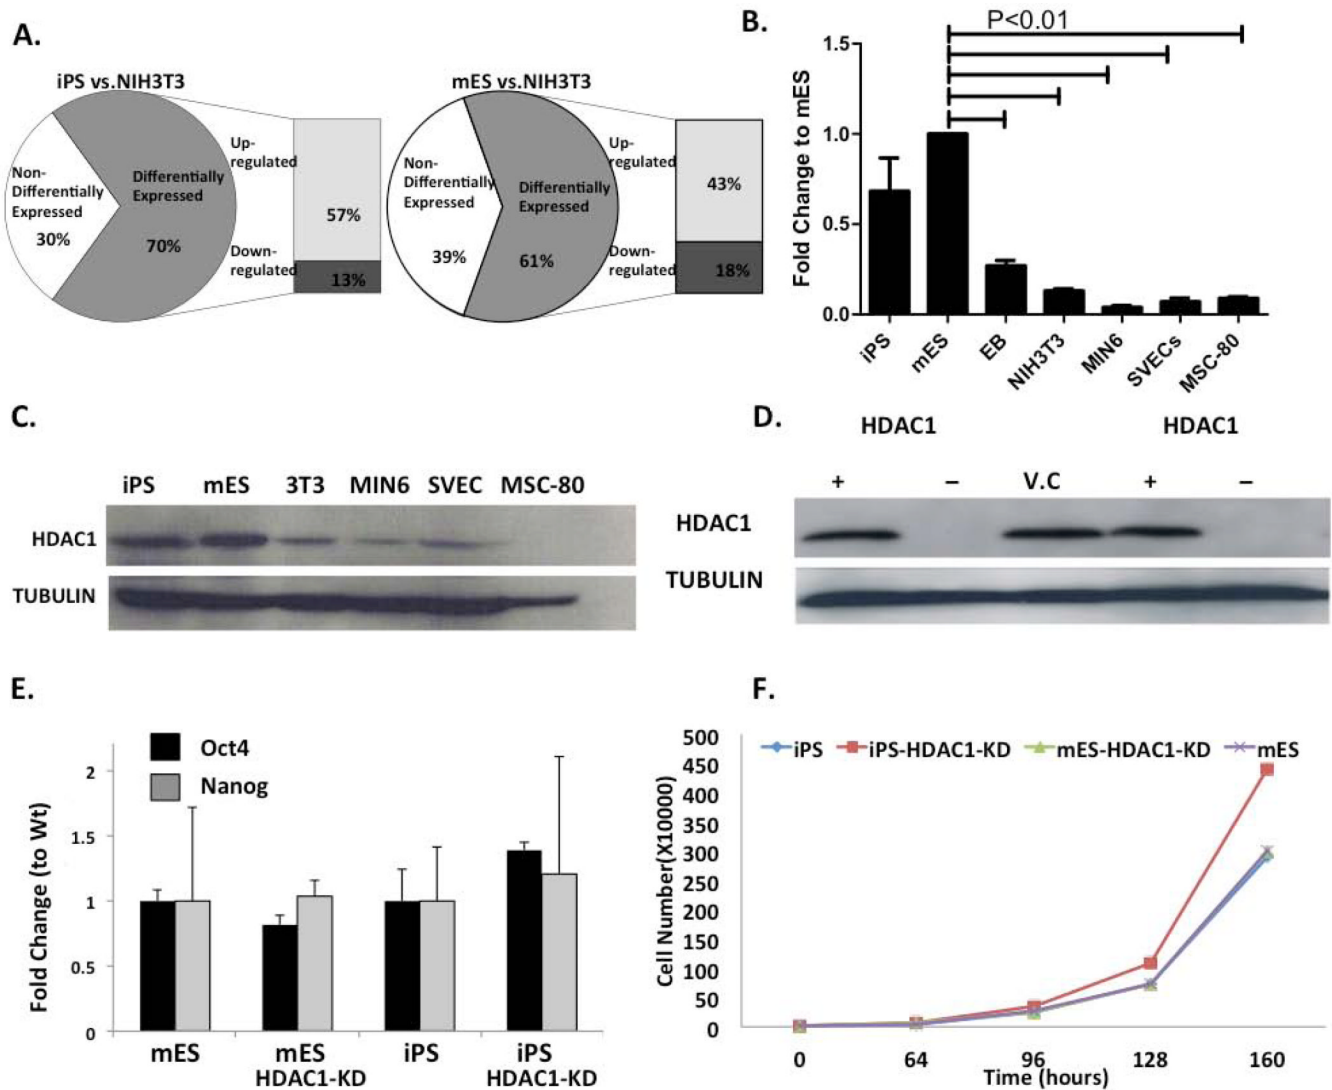 A.
iPS vs.NIH3T3
Non-
Differentially
Expressed
30%
Differentially
Expressed
70%
Up-
regulated
57%
Down-
regulated
13%
mES vs.NIH3T3
Non-
Differentially
Expressed
39%
Differentially
Expressed
61%
Up-
regulated
43%
Down-
regulated
18%
B.
P<0.01
Fold Change to mES
1.5
1.0
0.5
0.0
iPS
mES
EB
NIH3T3
MIN6
SVECs
MSC-80
C.
iPS mES 3T3 MIN6 SVEC MSC-80
HDAC1
TUBULIN
D.
HDAC1 HDAC1
+ – V.C + –
HDAC1
TUBULIN
E.
Oct4
Nanog
Fold Change (to Wt)
2
1.5
1
0.5
0
mES
mES
HDAC1-KD
iPS
iPS
HDAC1-KD
F.
iPS iPS-HDAC1-KD mES-HDAC1-KD mES
Cell Number(X10000)
500
450
400
350
300
250
200
150
100
50
0
0 64 96 128 160
Time (hours)